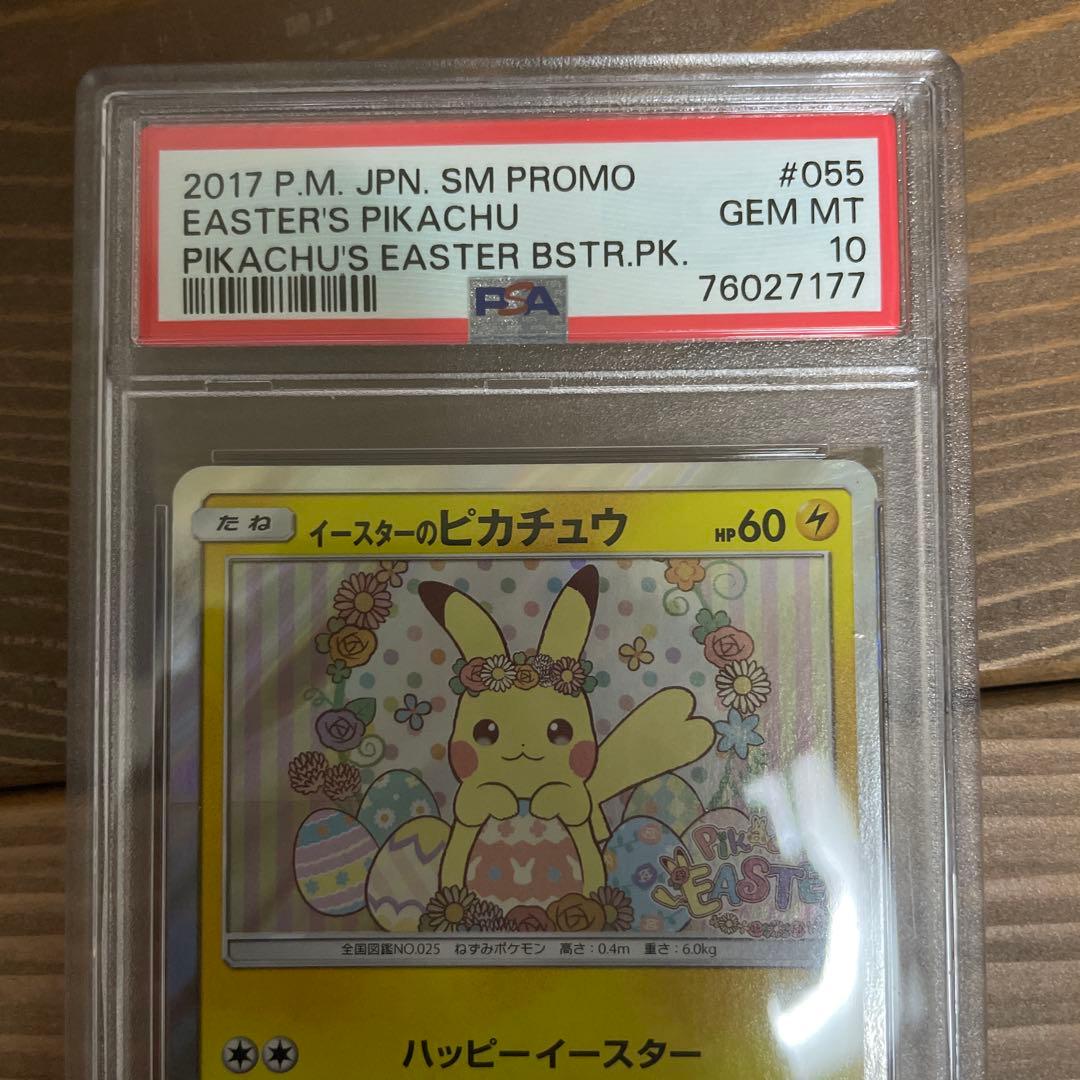 2017 P.M. JPN. SM PROMO #055
EASTER'S PIKACHU GEM MT
PIKACHU'S EASTER BSTR.PK. 10
PSA 76027177
たね イースターのピカチュウ HP60
EASTE
全国図鑑NO.025 ねずみポケモン 高さ:0.4m 重さ:6.0kg
ハッピーイースター